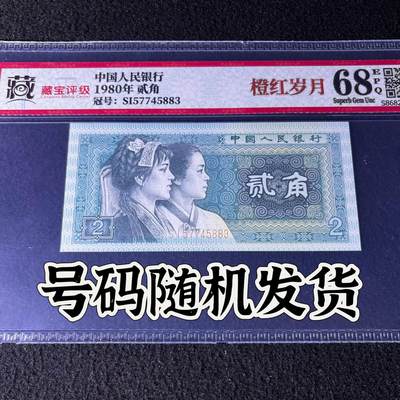 藏
藏宝评级
中国人民银行
1980年 贰角
冠号：SI57745883
橙红岁月
68
EPQ
Superb Gem Unc
中国人民银行
贰角
SI57745883
2
2
号码随机发货